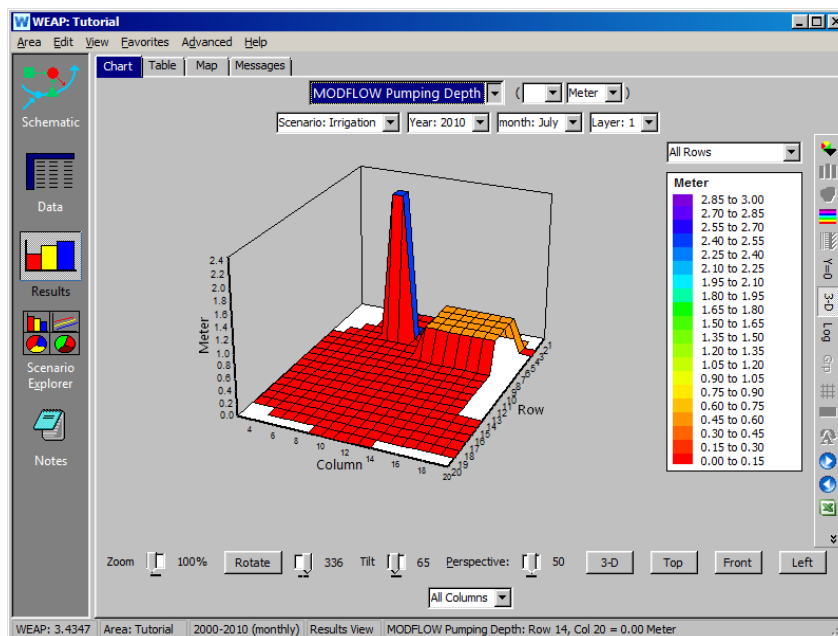 WEAP: Tutorial
Area Edit View Favorites Advanced Help
Chart Table Map Messages
MODFLOW Pumping Depth ( Meter )
Scenario: Irrigation Year: 2010 month: July Layer: 1
Schematic
Data
Results
Scenario
Explorer
Notes
All Rows
Meter
2.85 to 3.00
2.70 to 2.85
2.55 to 2.70
2.40 to 2.55
2.25 to 2.40
2.10 to 2.25
1.95 to 2.10
1.80 to 1.95
1.65 to 1.80
1.50 to 1.65
1.35 to 1.50
1.20 to 1.35
1.05 to 1.20
0.90 to 1.05
0.75 to 0.90
0.60 to 0.75
0.45 to 0.60
0.30 to 0.45
0.15 to 0.30
0.00 to 0.15
Y=0
3-D
Log
Meter
2.4
2.2
2.0
1.8
1.6
1.4
1.2
1.0
0.8
0.6
0.4
0.2
0.0
4 6 8 10 12 14 16 18 20
Column
Row
Zoom 100% Rotate 336 Tilt 65 Perspective: 50 3-D Top Front Left
All Columns
WEAP: 3.4347 Area: Tutorial 2000-2010 (monthly) Results View MODFLOW Pumping Depth: Row 14, Col 20 = 0.00 Meter